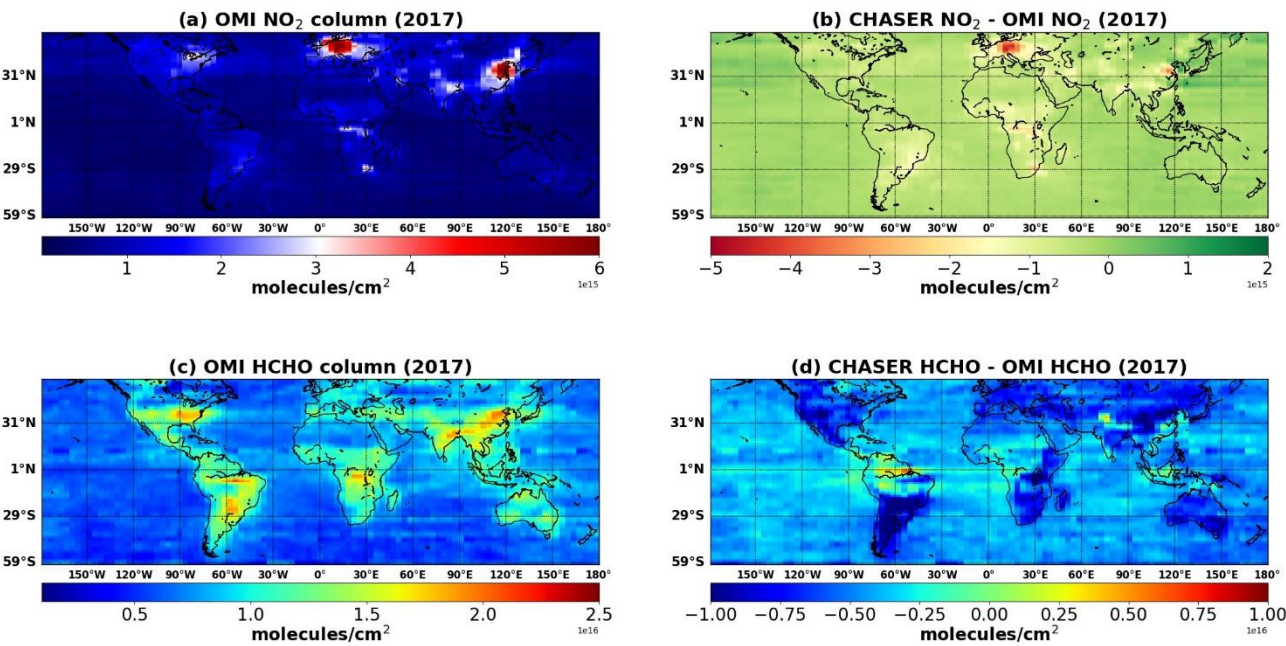 (a) OMI NO₂ column (2017)
31°N
1°N
29°S
59°S
150°W 120°W 90°W 60°W 30°W 0° 30°E 60°E 90°E 120°E 150°E 180°
1 2 3 4 5 6
1e15
molecules/cm²
(b) CHASER NO₂ - OMI NO₂ (2017)
31°N
1°N
29°S
59°S
150°W 120°W 90°W 60°W 30°W 0° 30°E 60°E 90°E 120°E 150°E 180°
−5 −4 −3 −2 −1 0 1 2
1e15
molecules/cm²
(c) OMI HCHO column (2017)
31°N
1°N
29°S
59°S
150°W 120°W 90°W 60°W 30°W 0° 30°E 60°E 90°E 120°E 150°E 180°
0.5 1.0 1.5 2.0 2.5
1e16
molecules/cm²
(d) CHASER HCHO - OMI HCHO (2017)
31°N
1°N
29°S
59°S
150°W 120°W 90°W 60°W 30°W 0° 30°E 60°E 90°E 120°E 150°E 180°
−1.00 −0.75 −0.50 −0.25 0.00 0.25 0.50 0.75 1.00
1e16
molecules/cm²